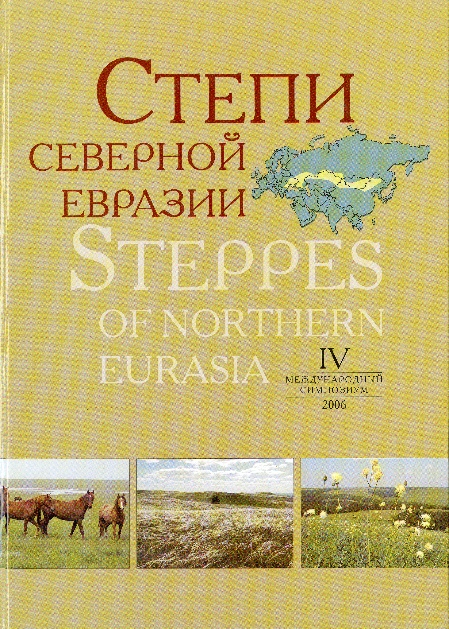 СТЕПИ
СЕВЕРНОЙ
ЕВРАЗИИ
STEPPES
OF NORTHERN
EURASIA
IV
МЕЖДУНАРОДНЫЙ
СИМПОЗИУМ
2006